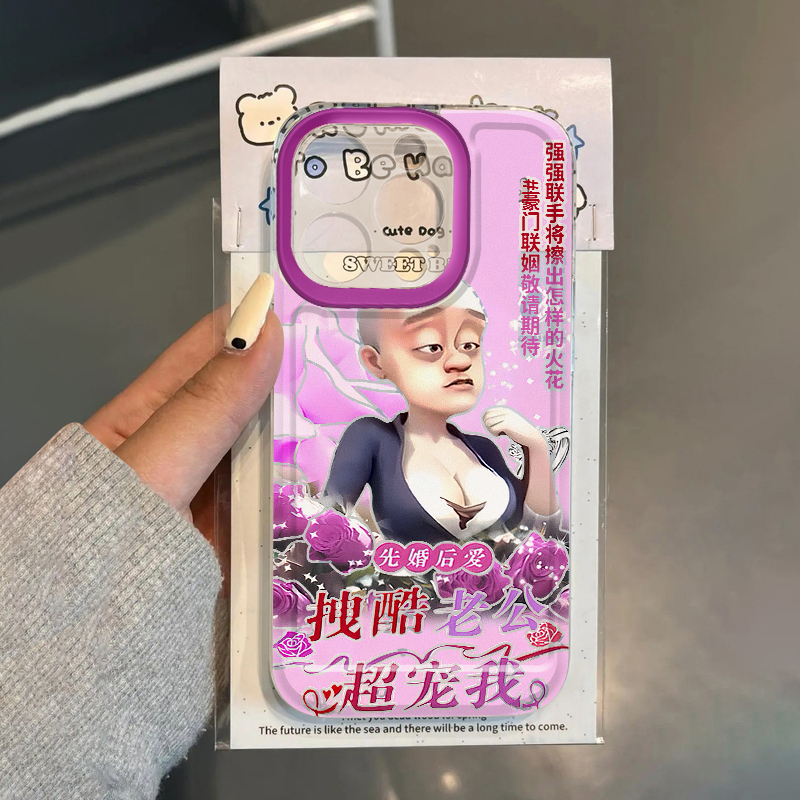 To Be Ha
Cute Dog
SWEET B
强强联手将擦出怎样的火花
#豪门联姻敬请期待
先婚后爱
拽酷老公
超宠我
The future is like the sea and there will be a long time to come.